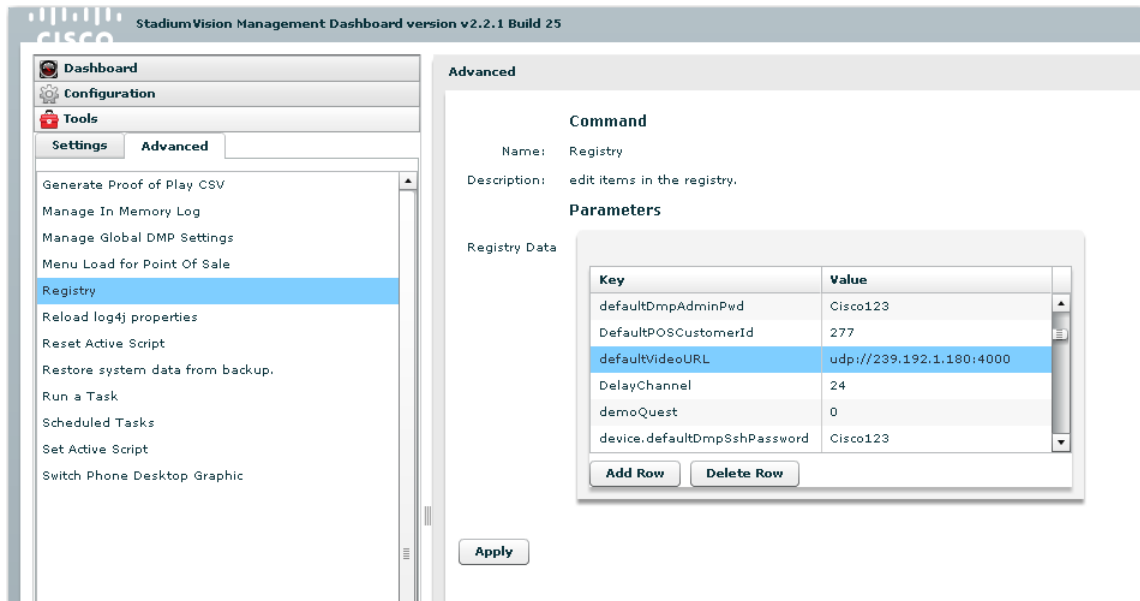 CISCO
StadiumVision Management Dashboard version v2.2.1 Build 25
Dashboard
Configuration
Tools
Settings
Advanced
Generate Proof of Play CSV
Manage In Memory Log
Manage Global DMP Settings
Menu Load for Point Of Sale
Registry
Reload log4j properties
Reset Active Script
Restore system data from backup.
Run a Task
Scheduled Tasks
Set Active Script
Switch Phone Desktop Graphic
Advanced
Command
Name: Registry
Description: edit items in the registry.
Parameters
Registry Data
Key Value
defaultDmpAdminPwd Cisco123
DefaultPOSCustomerId 277
defaultVideoURL udp://239.192.1.180:4000
DelayChannel 24
demoQuest 0
device.defaultDmpSshPassword Cisco123
Add Row Delete Row
Apply